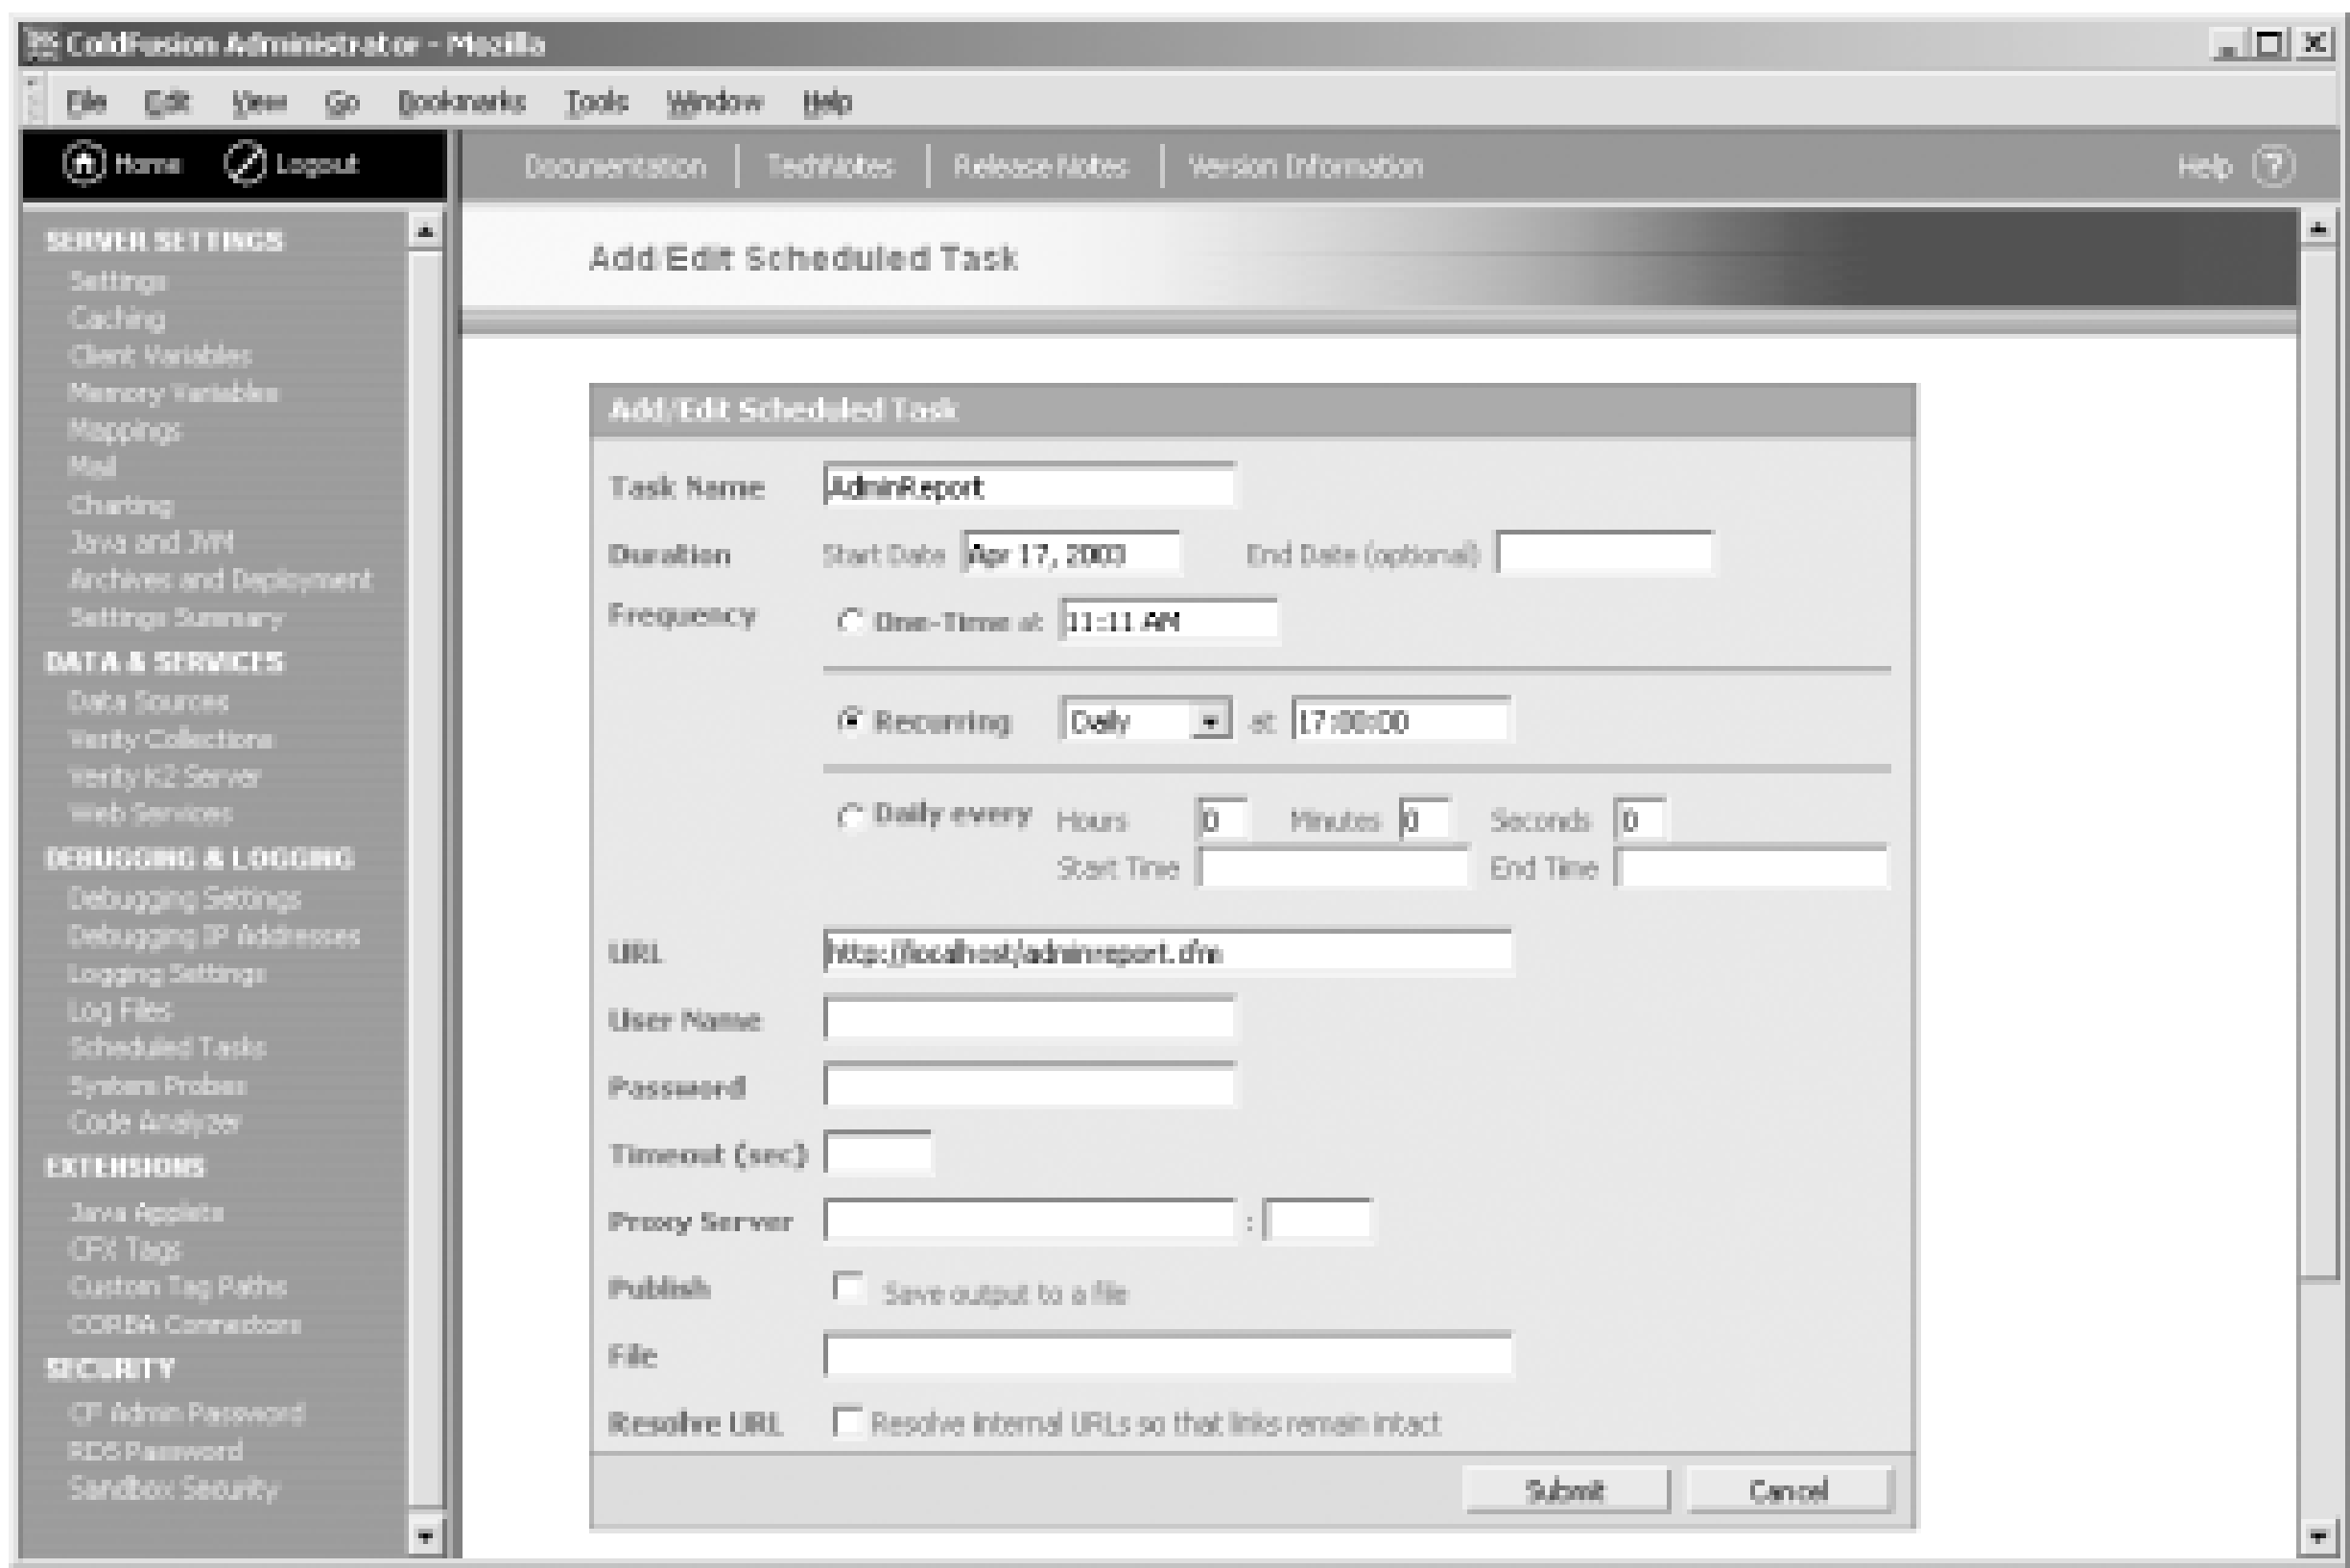 ColdFusion Administrator - Mozilla
File Edit View Go Bookmarks Tools Window Help
Home Logout
Documentation TechNotes Release Notes Version Information Help ?
SERVER SETTINGS
Settings
Caching
Client Variables
Memory Variables
Mappings
Mail
Charting
Java and JVM
Archives and Deployment
Settings Summary
DATA & SERVICES
Data Sources
Verity Collections
Verity K2 Server
Web Services
DEBUGGING & LOGGING
Debugging Settings
Debugging IP Addresses
Logging Settings
Log Files
Scheduled Tasks
System Probes
Code Analyzer
EXTENSIONS
Java Applets
CFX Tags
Custom Tag Paths
CORBA Connectors
SECURITY
CF Admin Password
RDS Password
Sandbox Security
Add/Edit Scheduled Task
Add/Edit Scheduled Task
Task Name AdminReport
Duration Start Date Apr 17, 2003 End Date (optional)
Frequency One-Time at 11:11 AM
Recurring Daily at 17:00:00
Daily every Hours 0 Minutes 0 Seconds 0
Start Time End Time
URL http://localhost/adminreport.cfm
User Name
Password
Timeout (sec)
Proxy Server :
Publish Save output to a file
File
Resolve URL Resolve internal URLs so that links remain intact
Submit Cancel